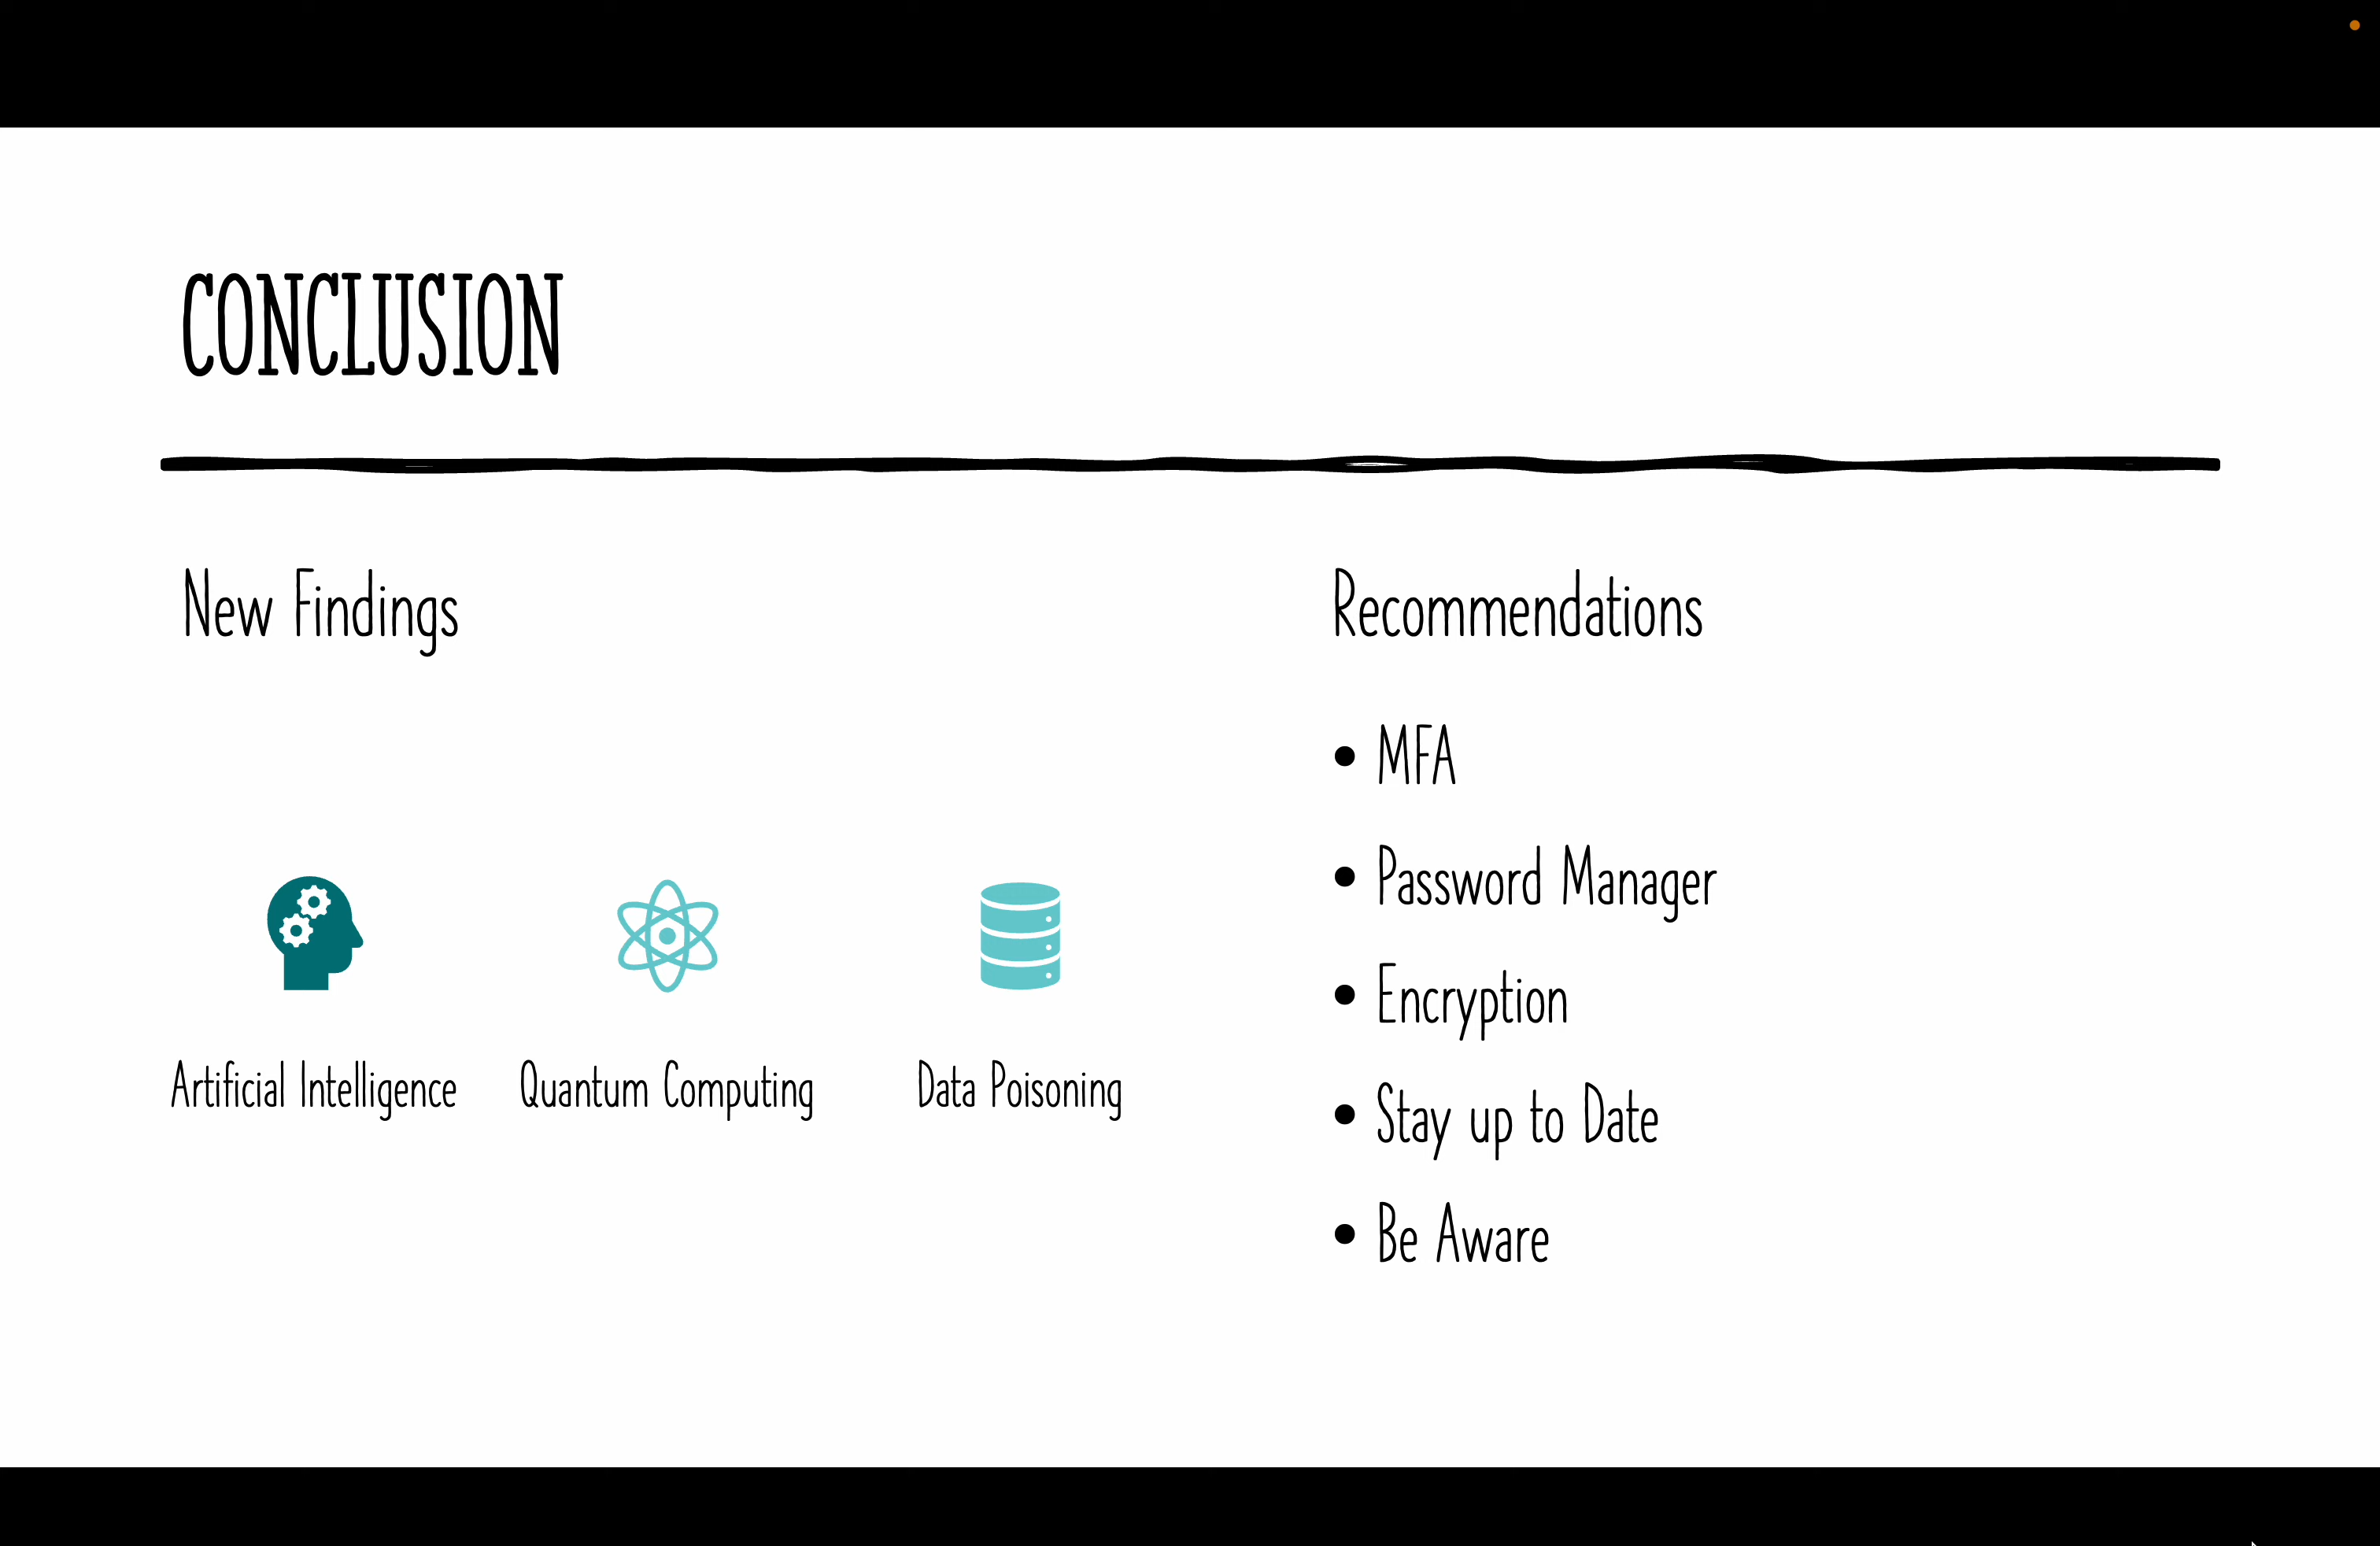 CONCLUSION
New Findings
Artificial Intelligence
Quantum Computing
Data Poisoning
Recommendations
• MFA
• Password Manager
• Encryption
• Stay up to Date
• Be Aware